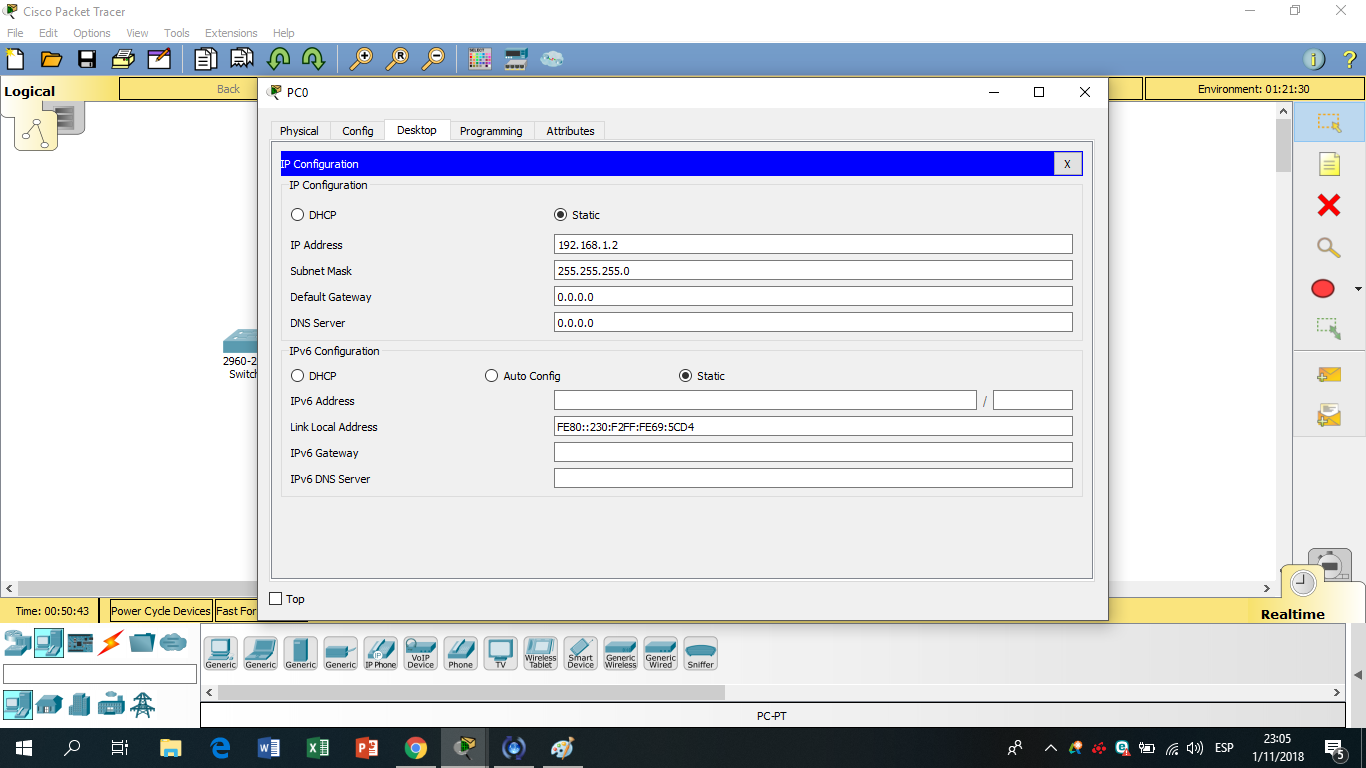 Cisco Packet Tracer
File Edit Options View Tools Extensions Help
SELECT
R
i ?
Logical
Back
Environment: 01:21:30
PC0
Physical Config Desktop Programming Attributes
IP Configuration X
IP Configuration
DHCP Static
IP Address 192.168.1.2
Subnet Mask 255.255.255.0
Default Gateway 0.0.0.0
DNS Server 0.0.0.0
IPv6 Configuration
DHCP Auto Config Static
IPv6 Address /
Link Local Address FE80::230:F2FF:FE69:5CD4
IPv6 Gateway
IPv6 DNS Server
2960-2
Switch
Top
Time: 00:50:43 Power Cycle Devices Fast For
Realtime
Generic Generic Generic Generic IP Phone VoIP Device Phone TV Wireless Tablet Smart Device Generic Wireless Generic Wired Sniffer
PC-PT
ESP
23:05
1/11/2018
5